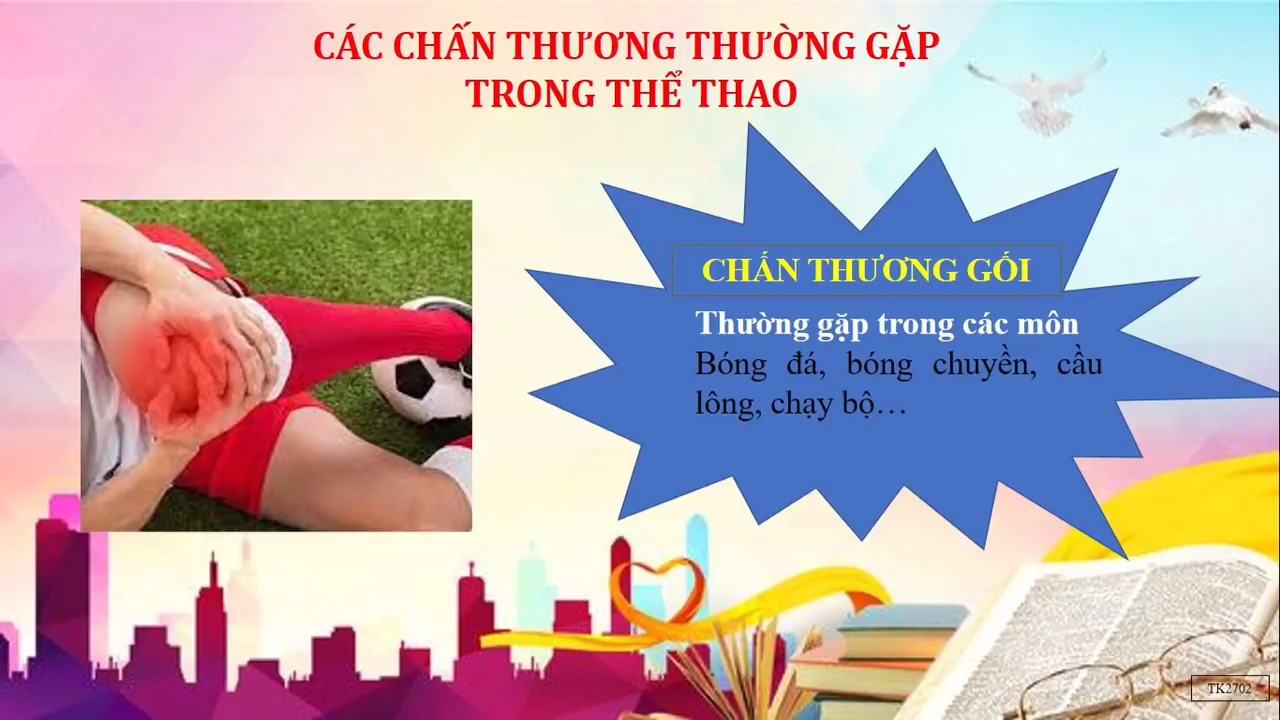 CÁC CHẤN THƯƠNG THƯỜNG GẶP
TRONG THỂ THAO
CHẤN THƯƠNG GỐI
Thường gặp trong các môn
Bóng đá, bóng chuyền, cầu
lông, chạy bộ…
TK2702